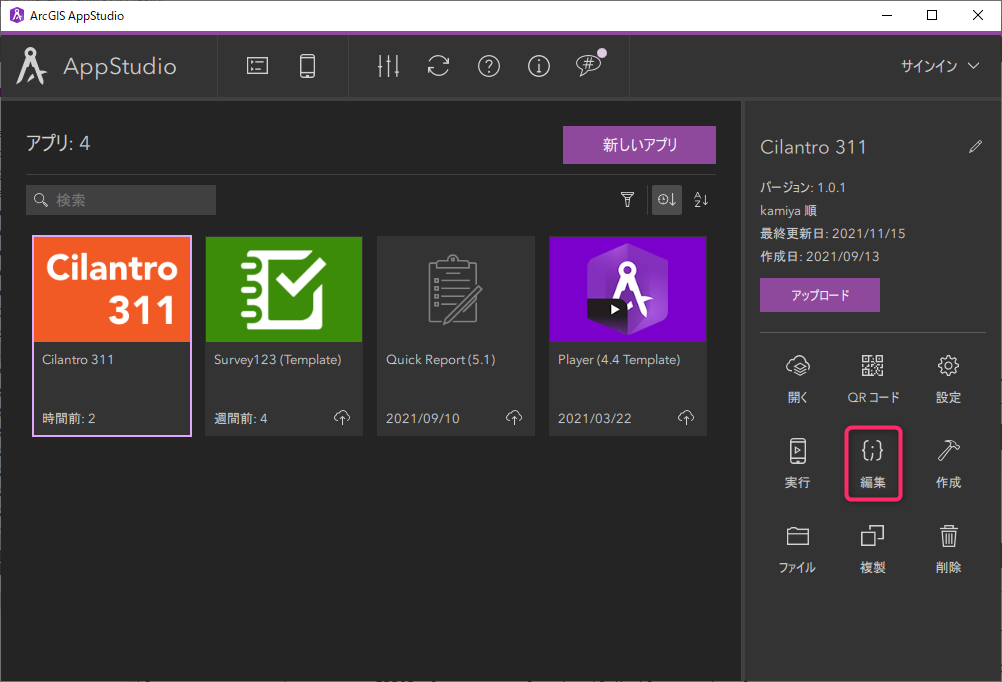 ArcGIS AppStudio
AppStudio
サインイン
アプリ: 4
新しいアプリ
検索
Cilantro
311
Cilantro 311
時間前: 2
Survey123 (Template)
週間前: 4
Quick Report (5.1)
2021/09/10
Player (4.4 Template)
2021/03/22
Cilantro 311
バージョン: 1.0.1
kamiya 順
最終更新日: 2021/11/15
作成日: 2021/09/13
アップロード
開く
QR コード
設定
実行
編集
作成
ファイル
複製
削除